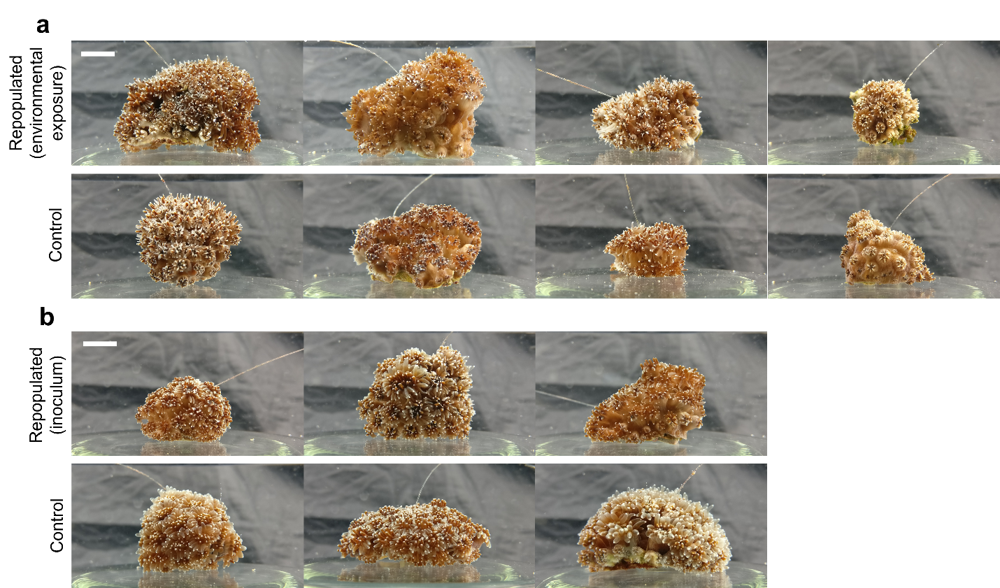 a
Repopulated
(environmental
exposure)
Control
b
Repopulated
(inoculum)
Control